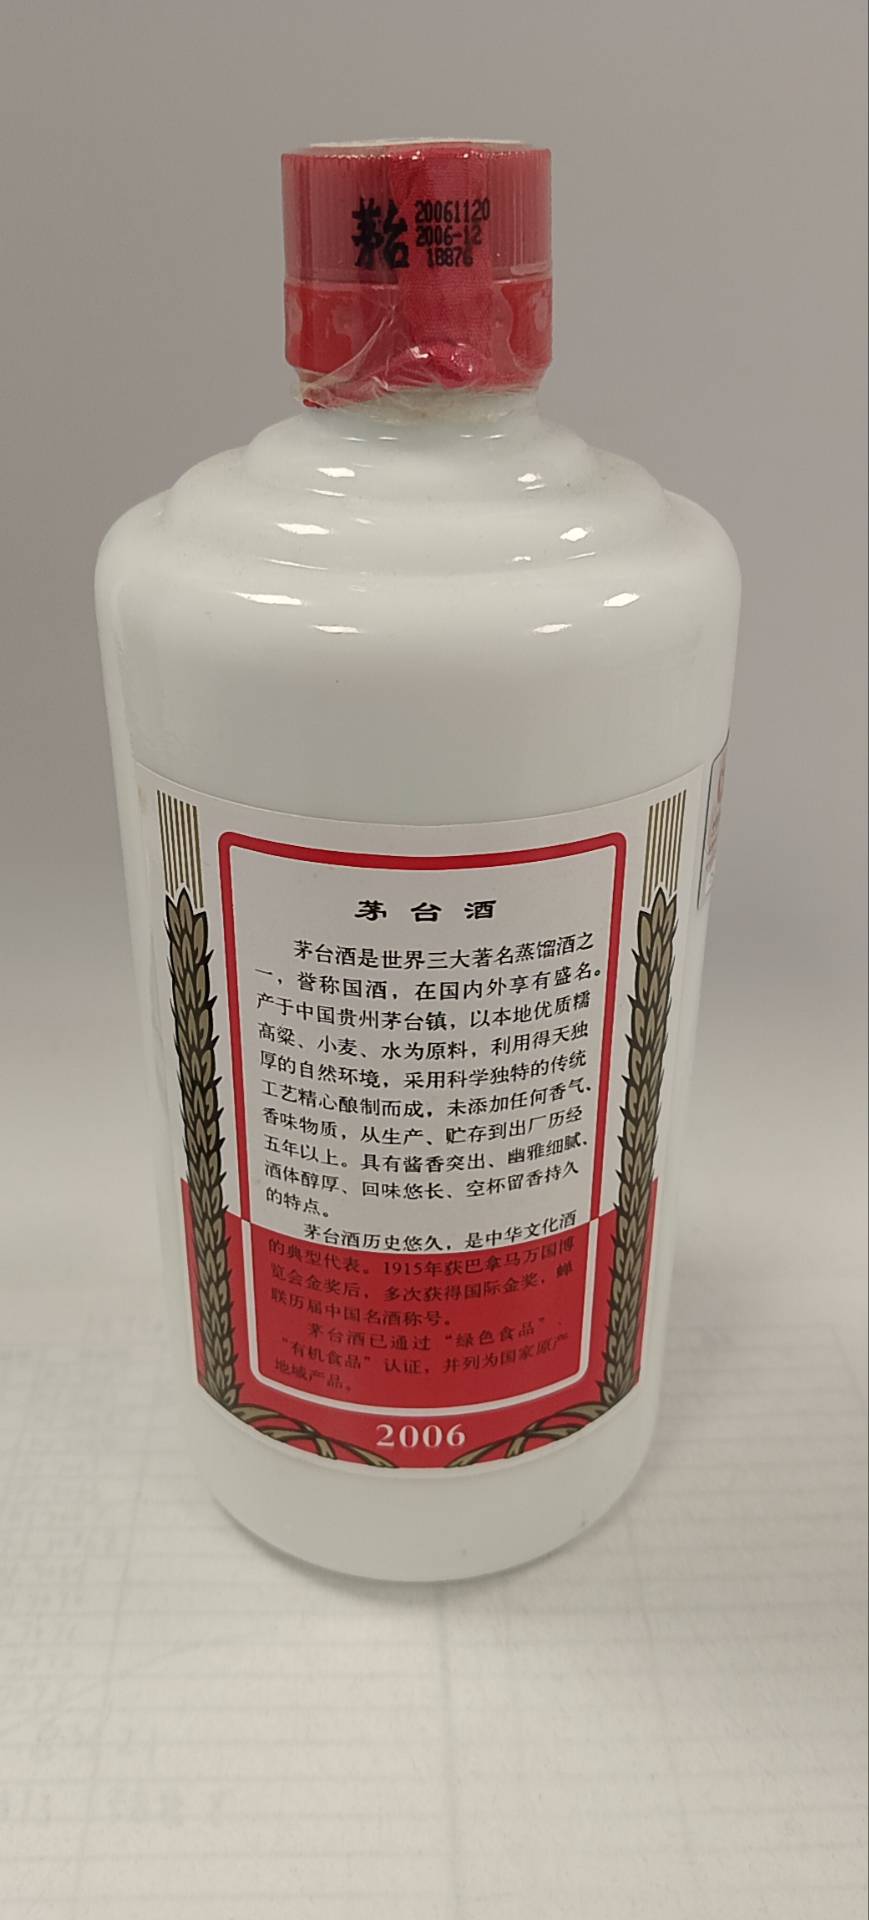 茅台
20061120
2006-12
18876
茅台酒
茅台酒是世界三大著名蒸馏酒之
一，誉称国酒，在国内外享有盛名。
产于中国贵州茅台镇，以本地优质糯
高粱、小麦、水为原料，利用得天独
厚的自然环境，采用科学独特的传统
工艺精心酿制而成，未添加任何香气、
香味物质，从生产、贮存到出厂历经
五年以上。具有酱香突出、幽雅细腻、
酒体醇厚、回味悠长、空杯留香持久
的特点。
茅台酒历史悠久，是中华文化酒
的典型代表。1915年获巴拿马万国博
览会金奖后，多次获得国际金奖，蝉
联历届中国名酒称号。
茅台酒已通过“绿色食品”、
“有机食品”认证，并列为国家原产
地域产品。
2006